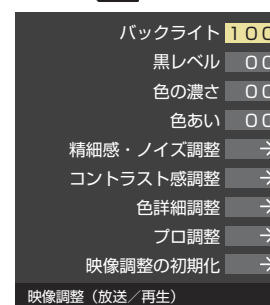 バックライト 100
黒レベル 00
色の濃さ 00
色あい 00
精細感・ノイズ調整 →
コントラスト感調整 →
色詳細調整 →
プロ調整 →
映像調整の初期化 →
映像調整（放送／再生）